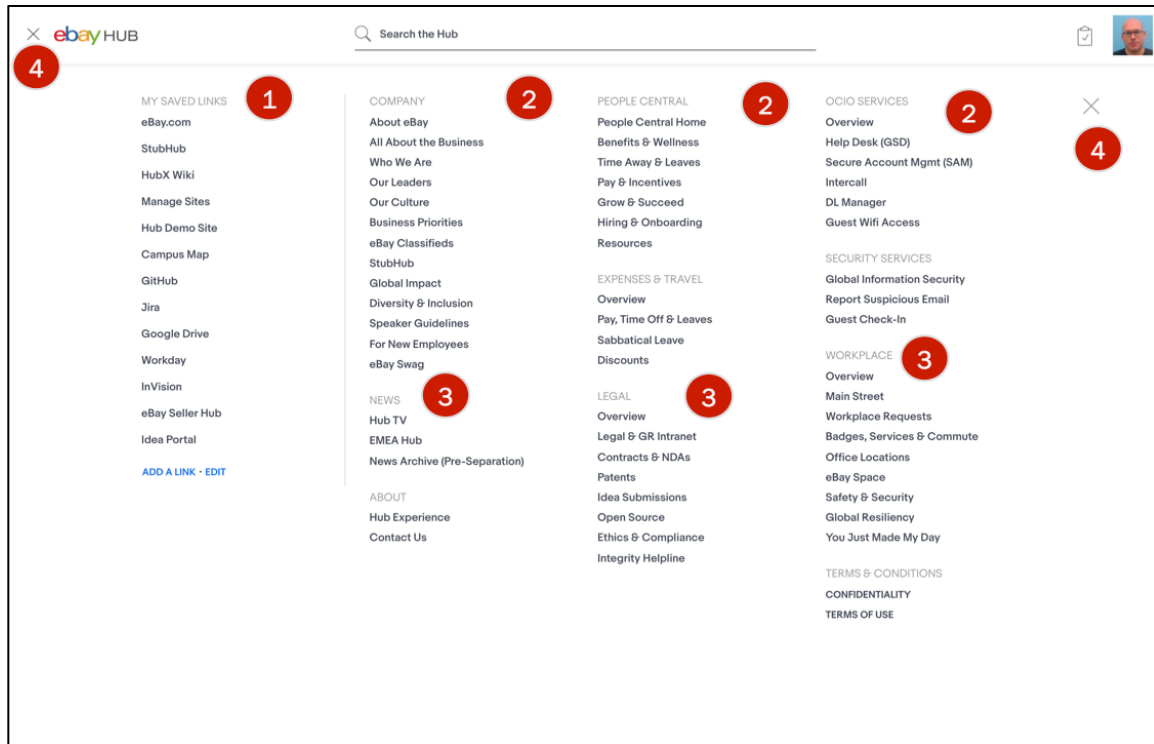 ebay HUB
Search the Hub
4
MY SAVED LINKS
1
eBay.com
StubHub
HubX Wiki
Manage Sites
Hub Demo Site
Campus Map
GitHub
Jira
Google Drive
Workday
InVision
eBay Seller Hub
Idea Portal
ADD A LINK · EDIT
COMPANY
2
About eBay
All About the Business
Who We Are
Our Leaders
Our Culture
Business Priorities
eBay Classifieds
StubHub
Global Impact
Diversity & Inclusion
Speaker Guidelines
For New Employees
eBay Swag
NEWS
3
Hub TV
EMEA Hub
News Archive (Pre-Separation)
ABOUT
Hub Experience
Contact Us
PEOPLE CENTRAL
2
People Central Home
Benefits & Wellness
Time Away & Leaves
Pay & Incentives
Grow & Succeed
Hiring & Onboarding
Resources
EXPENSES & TRAVEL
Overview
Pay, Time Off & Leaves
Sabbatical Leave
Discounts
LEGAL
3
Overview
Legal & GR Intranet
Contracts & NDAs
Patents
Idea Submissions
Open Source
Ethics & Compliance
Integrity Helpline
OCIO SERVICES
2
Overview
Help Desk (GSD)
Secure Account Mgmt (SAM)
Intercall
DL Manager
Guest Wifi Access
SECURITY SERVICES
Global Information Security
Report Suspicious Email
Guest Check-In
WORKPLACE
3
Overview
Main Street
Workplace Requests
Badges, Services & Commute
Office Locations
eBay Space
Safety & Security
Global Resiliency
You Just Made My Day
TERMS & CONDITIONS
CONFIDENTIALITY
TERMS OF USE
4